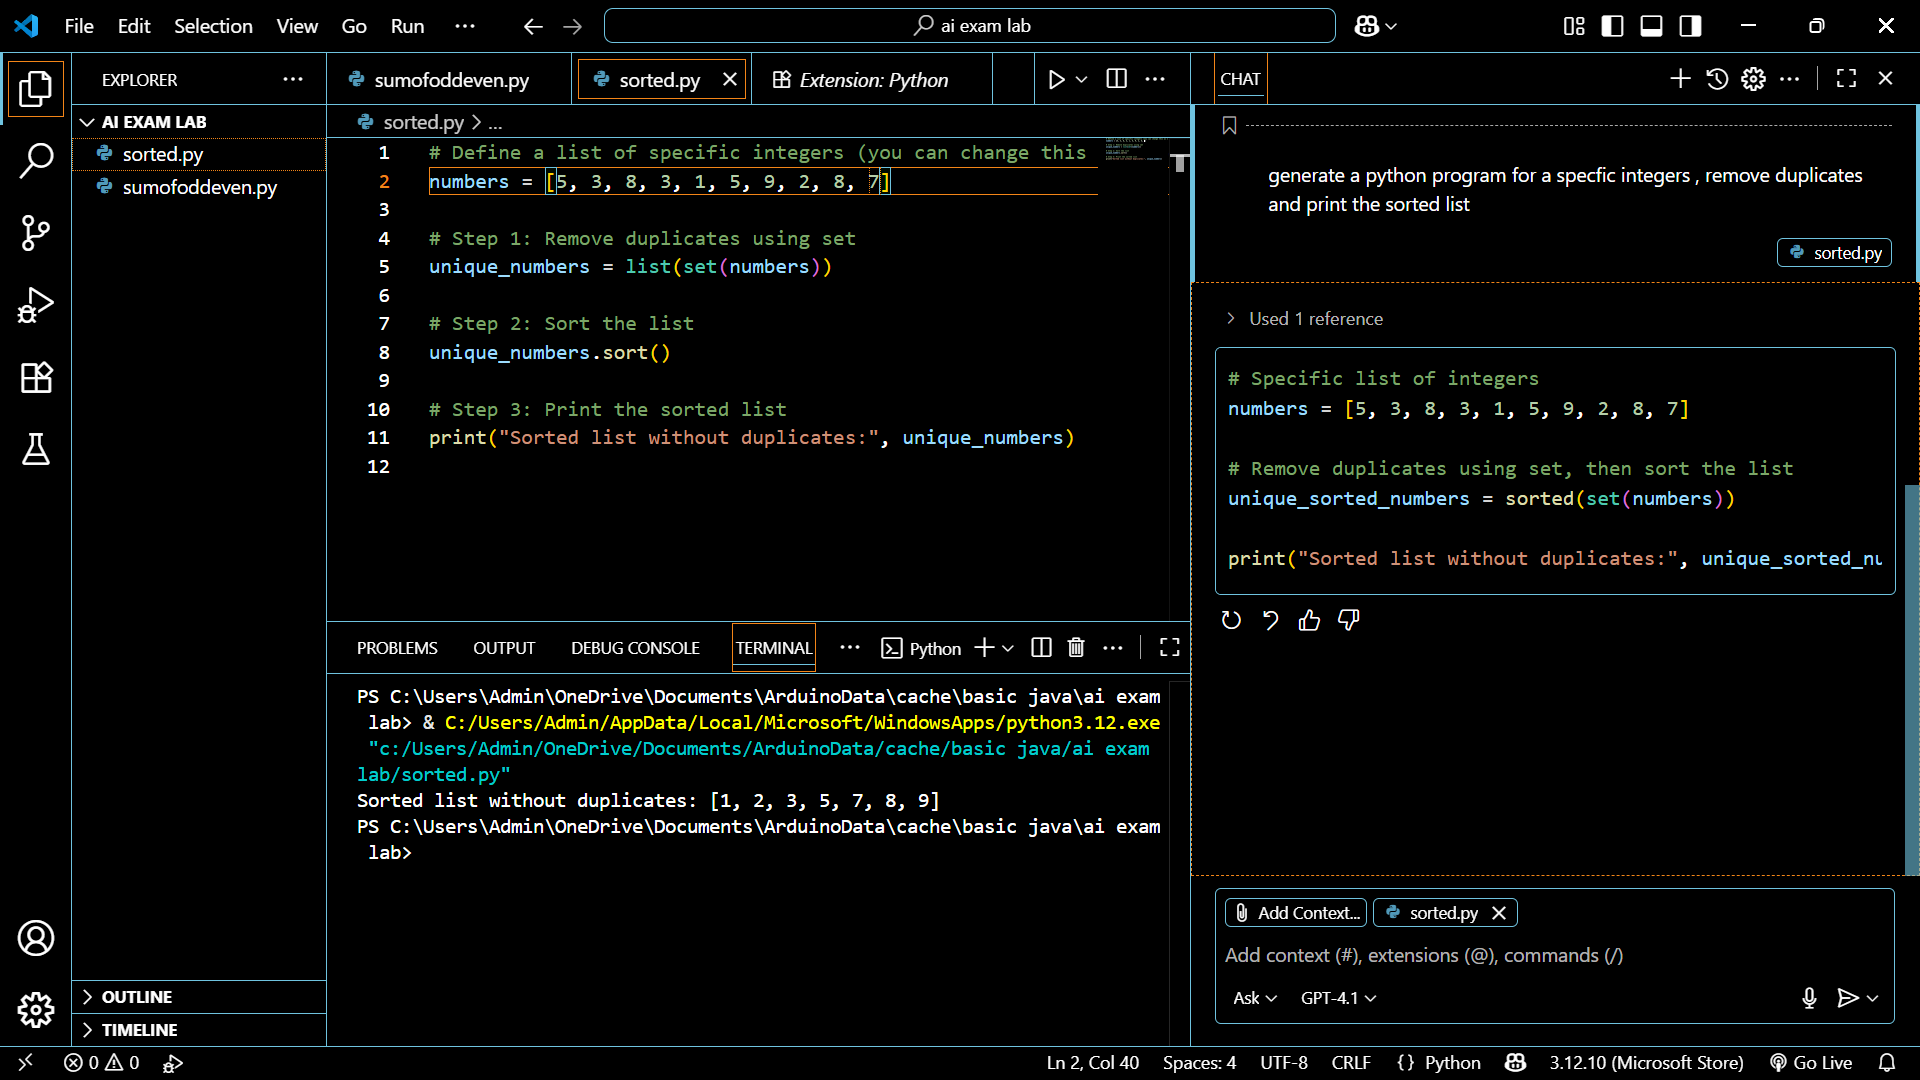 File Edit Selection View Go Run ... ai exam lab
EXPLORER ...
AI EXAM LAB
sorted.py
sumofoddeven.py
OUTLINE
TIMELINE
sumofoddeven.py sorted.py Extension: Python ...
sorted.py > ...
1 # Define a list of specific integers (you can change this
2 numbers = [5, 3, 8, 3, 1, 5, 9, 2, 8, 7]
3
4 # Step 1: Remove duplicates using set
5 unique_numbers = list(set(numbers))
6
7 # Step 2: Sort the list
8 unique_numbers.sort()
9
10 # Step 3: Print the sorted list
11 print("Sorted list without duplicates:", unique_numbers)
12
PROBLEMS OUTPUT DEBUG CONSOLE TERMINAL ... Python ...
PS C:\Users\Admin\OneDrive\Documents\ArduinoData\cache\basic java\ai exam
lab> & C:/Users/Admin/AppData/Local/Microsoft/WindowsApps/python3.12.exe
"c:/Users/Admin/OneDrive/Documents/ArduinoData/cache/basic java/ai exam
lab/sorted.py"
Sorted list without duplicates: [1, 2, 3, 5, 7, 8, 9]
PS C:\Users\Admin\OneDrive\Documents\ArduinoData\cache\basic java\ai exam
lab>
CHAT ...
generate a python program for a specfic integers , remove duplicates
and print the sorted list
sorted.py
> Used 1 reference
# Specific list of integers
numbers = [5, 3, 8, 3, 1, 5, 9, 2, 8, 7]
# Remove duplicates using set, then sort the list
unique_sorted_numbers = sorted(set(numbers))
print("Sorted list without duplicates:", unique_sorted_nu
Add Context... sorted.py
Add context (#), extensions (@), commands (/)
Ask GPT-4.1
0 0 Ln 2, Col 40 Spaces: 4 UTF-8 CRLF {} Python 3.12.10 (Microsoft Store) Go Live